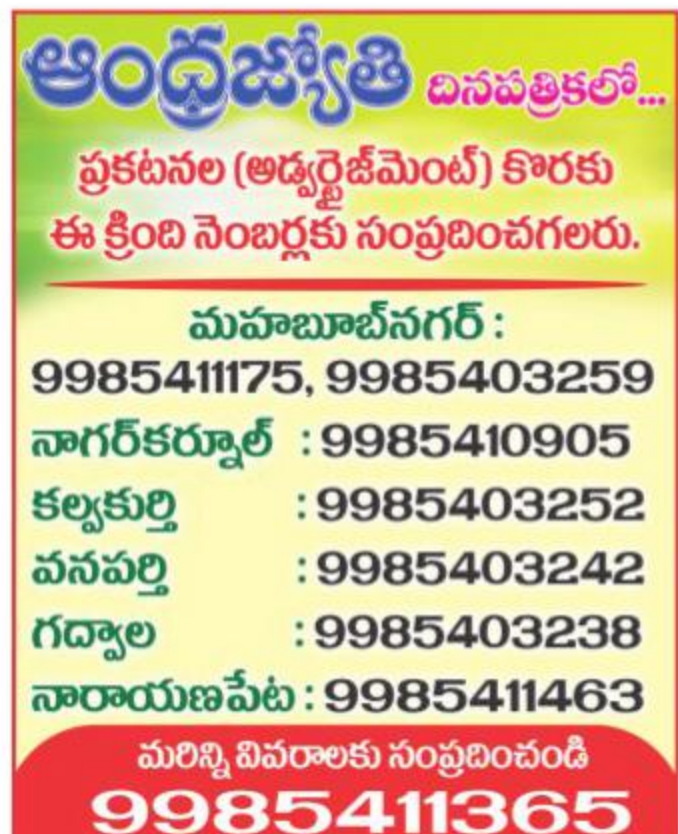 ఆంధ్రజ్యోతి దినపత్రికలో...
ప్రకటనల (అడ్వర్టైజ్‌మెంట్) కొరకు
ఈ క్రింది నెంబర్లకు సంప్రదించగలరు.
మహబూబ్‌నగర్ :
9985411175, 9985403259
నాగర్‌కర్నూల్ : 9985410905
కల్వకుర్తి : 9985403252
వనపర్తి : 9985403242
గద్వాల : 9985403238
నారాయణపేట : 9985411463
మరిన్ని వివరాలకు సంప్రదించండి
9985411365